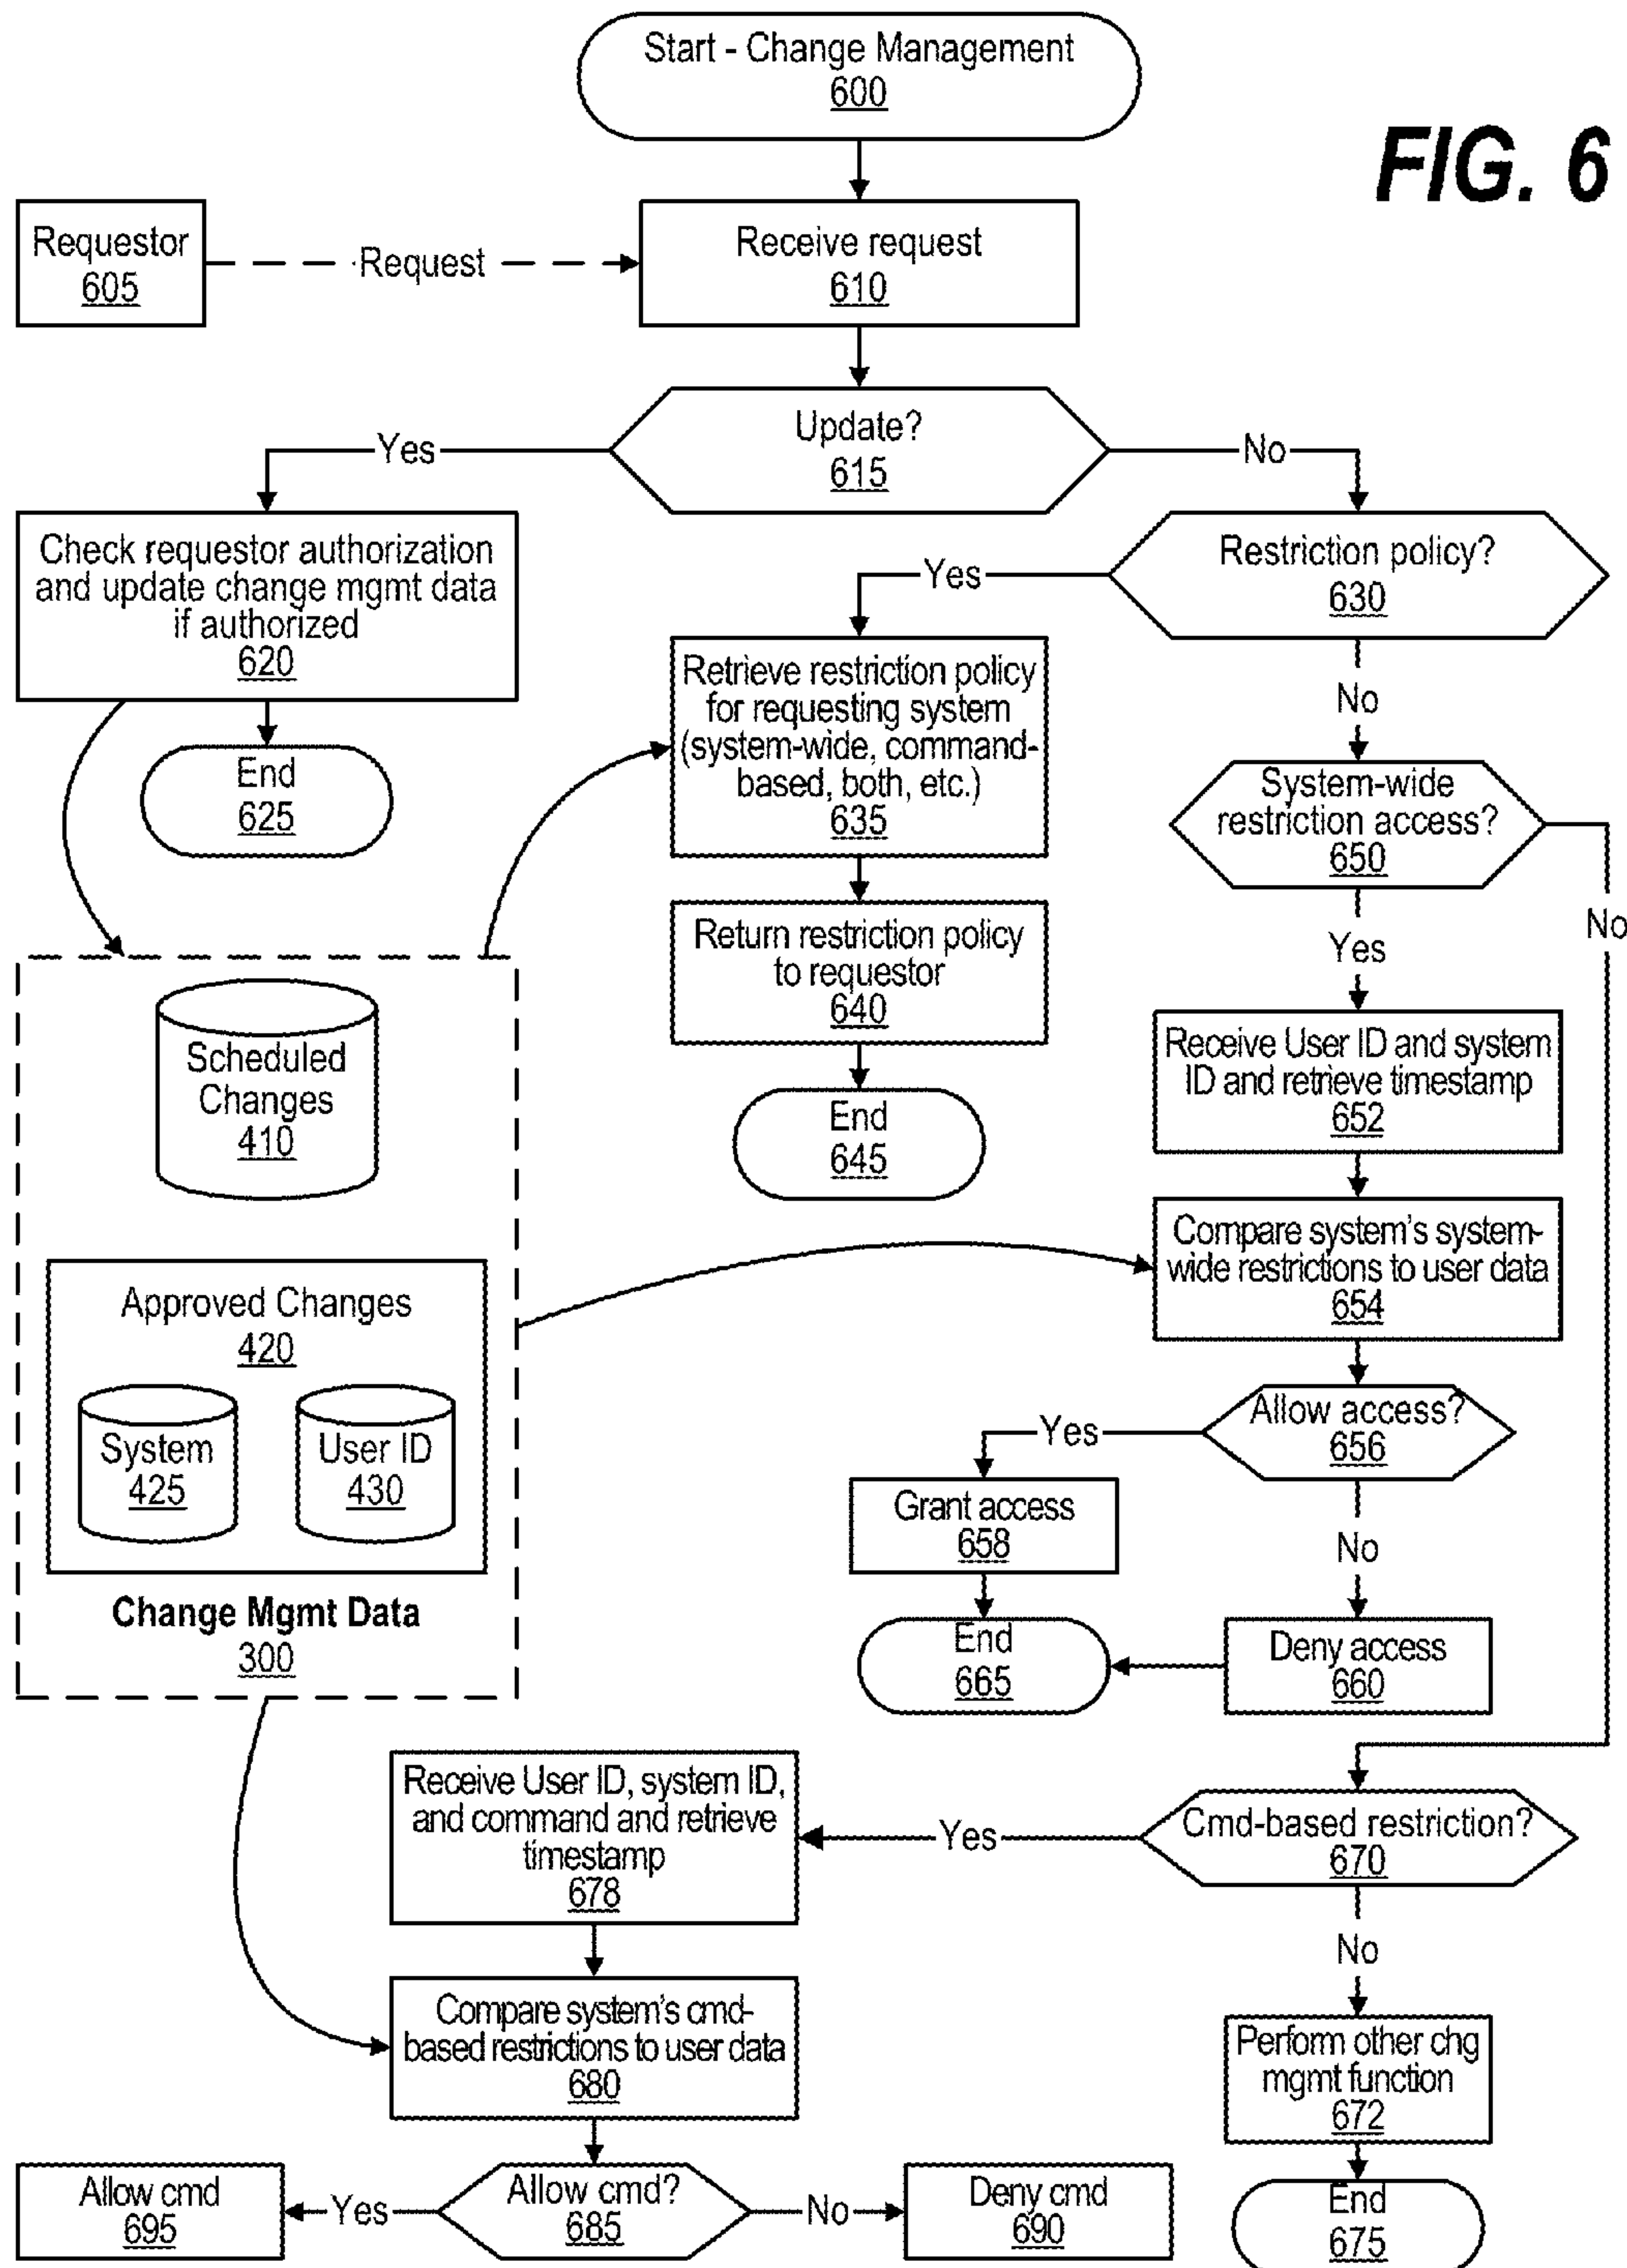 Start - Change Management
600
FIG. 6
Requestor
605
Request
Receive request
610
Update?
615
Yes
No
Check requestor authorization
and update change mgmt data
if authorized
620
Restriction policy?
630
Yes
No
End
625
Retrieve restriction policy
for requesting system
(system-wide, command-
based, both, etc.)
635
System-wide
restriction access?
650
No
Yes
Return restriction policy
to requestor
640
End
645
Receive User ID and system
ID and retrieve timestamp
652
Compare system's system-
wide restrictions to user data
654
Scheduled
Changes
410
Approved Changes
420
System
425
User ID
430
Change Mgmt Data
300
Allow access?
656
Yes
No
Grant access
658
End
665
Deny access
660
Cmd-based restriction?
670
Yes
No
Receive User ID, system ID,
and command and retrieve
timestamp
678
Compare system's cmd-
based restrictions to user data
680
Perform other chg
mgmt function
672
End
675
Allow cmd?
685
Yes
No
Allow cmd
695
Deny cmd
690